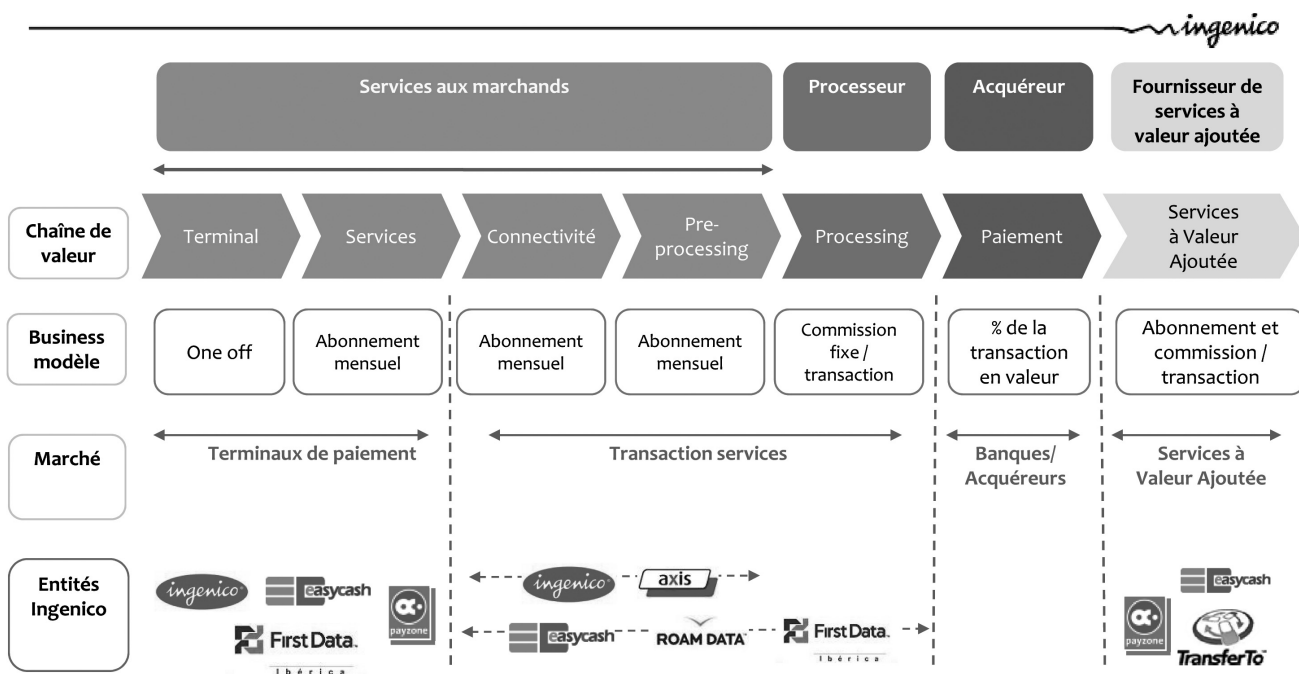 ingenico
Services aux marchands
Processeur
Acquéreur
Fournisseur de
services à
valeur ajoutée
Chaîne de
valeur
Terminal
Services
Connectivité
Pre-
processing
Processing
Paiement
Services
à Valeur
Ajoutée
Business
modèle
One off
Abonnement
mensuel
Abonnement
mensuel
Abonnement
mensuel
Commission
fixe /
transaction
% de la
transaction
en valeur
Abonnement et
commission /
transaction
Marché
Terminaux de paiement
Transaction services
Banques/
Acquéreurs
Services à
Valeur Ajoutée
Entités
Ingenico
ingenico
easycash
payzone
First Data.
Ibérica
ingenico
axis
easycash
ROAM DATA
First Data.
Ibérica
easycash
payzone
TransferTo